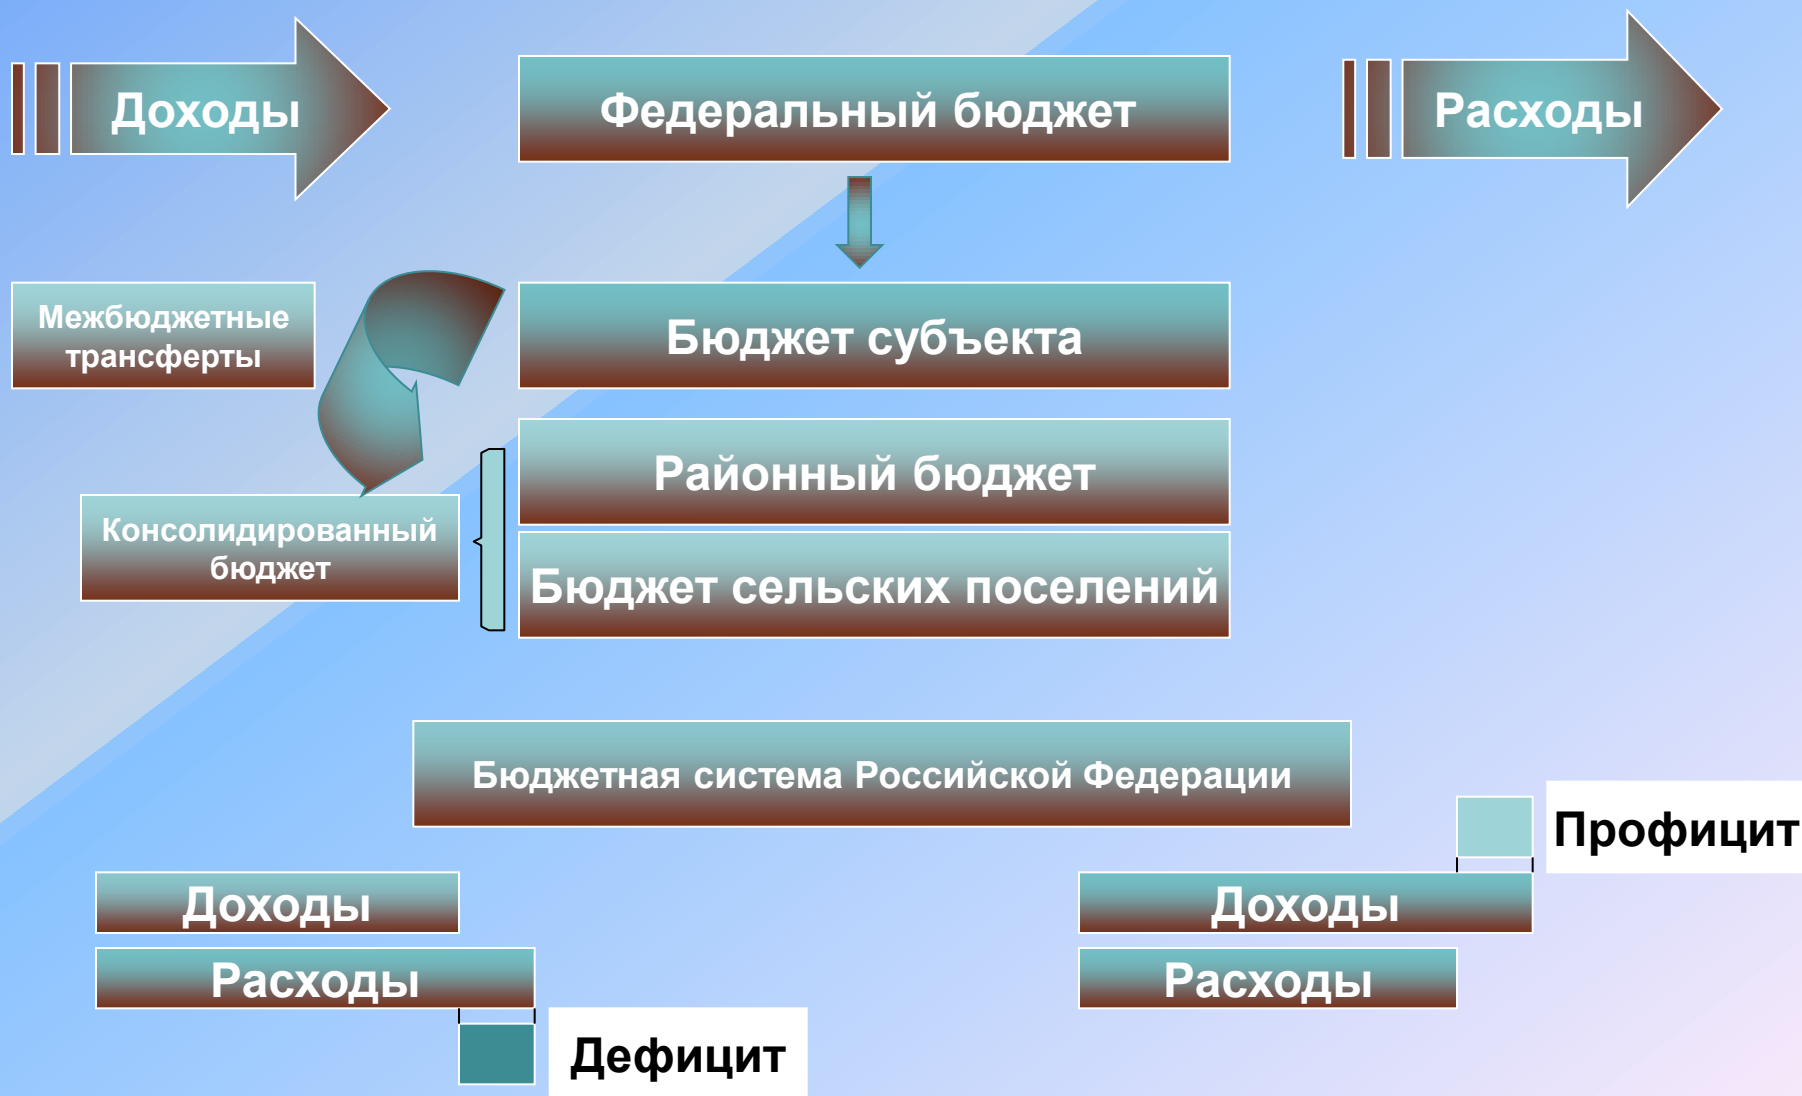 Доходы
Федеральный бюджет
Расходы
Межбюджетные
трансферты
Бюджет субъекта
Районный бюджет
Консолидированный
бюджет
Бюджет сельских поселений
Бюджетная система Российской Федерации
Профицит
Доходы
Доходы
Расходы
Расходы
Дефицит